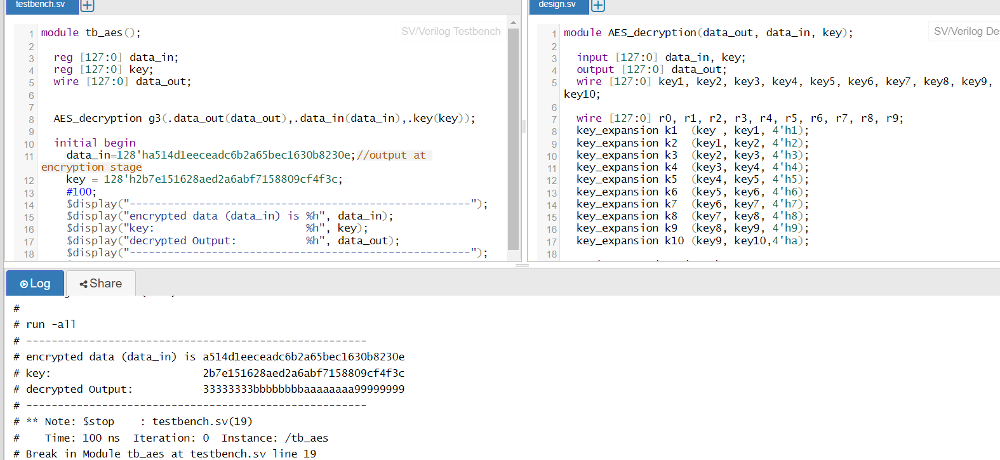 testbench.sv
SV/Verilog Testbench
1 module tb_aes();
2
3 reg [127:0] data_in;
4 reg [127:0] key;
5 wire [127:0] data_out;
6
7
8 AES_decryption g3(.data_out(data_out),.data_in(data_in),.key(key));
9
10 initial begin
11 data_in=128'ha514d1eeceadc6b2a65bec1630b8230e;//output at
encryption stage
12 key = 128'h2b7e151628aed2a6abf7158809cf4f3c;
13 #100;
14 $display("------------------------------------------------------");
15 $display("encrypted data (data_in) is %h", data_in);
16 $display("key: %h", key);
17 $display("decrypted Output: %h", data_out);
18 $display("------------------------------------------------------");
design.sv
SV/Verilog De
1 module AES_decryption(data_out, data_in, key);
2
3 input [127:0] data_in, key;
4 output [127:0] data_out;
5 wire [127:0] key1, key2, key3, key4, key5, key6, key7, key8, key9,
key10;
6
7 wire [127:0] r0, r1, r2, r3, r4, r5, r6, r7, r8, r9;
8 key_expansion k1 (key , key1, 4'h1);
9 key_expansion k2 (key1, key2, 4'h2);
10 key_expansion k3 (key2, key3, 4'h3);
11 key_expansion k4 (key3, key4, 4'h4);
12 key_expansion k5 (key4, key5, 4'h5);
13 key_expansion k6 (key5, key6, 4'h6);
14 key_expansion k7 (key6, key7, 4'h7);
15 key_expansion k8 (key7, key8, 4'h8);
16 key_expansion k9 (key8, key9, 4'h9);
17 key_expansion k10 (key9, key10,4'ha);
18
Log
Share
#
# run -all
# ------------------------------------------------------
# encrypted data (data_in) is a514d1eeceadc6b2a65bec1630b8230e
# key: 2b7e151628aed2a6abf7158809cf4f3c
# decrypted Output: 33333333bbbbbbbbaaaaaaaa99999999
# ------------------------------------------------------
# ** Note: $stop : testbench.sv(19)
# Time: 100 ns Iteration: 0 Instance: /tb_aes
# Break in Module tb_aes at testbench.sv line 19